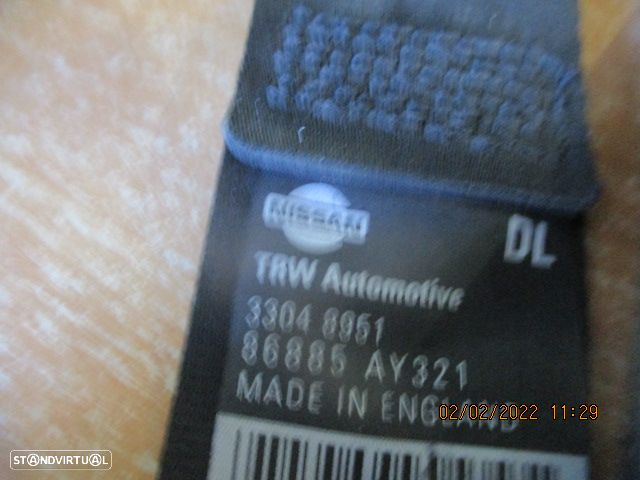 NISSAN
DL
TRW Automotive
3304 8951
86885 AY321
MADE IN ENGLAND
02/02/2022 11:29
STANDVIRTUAL